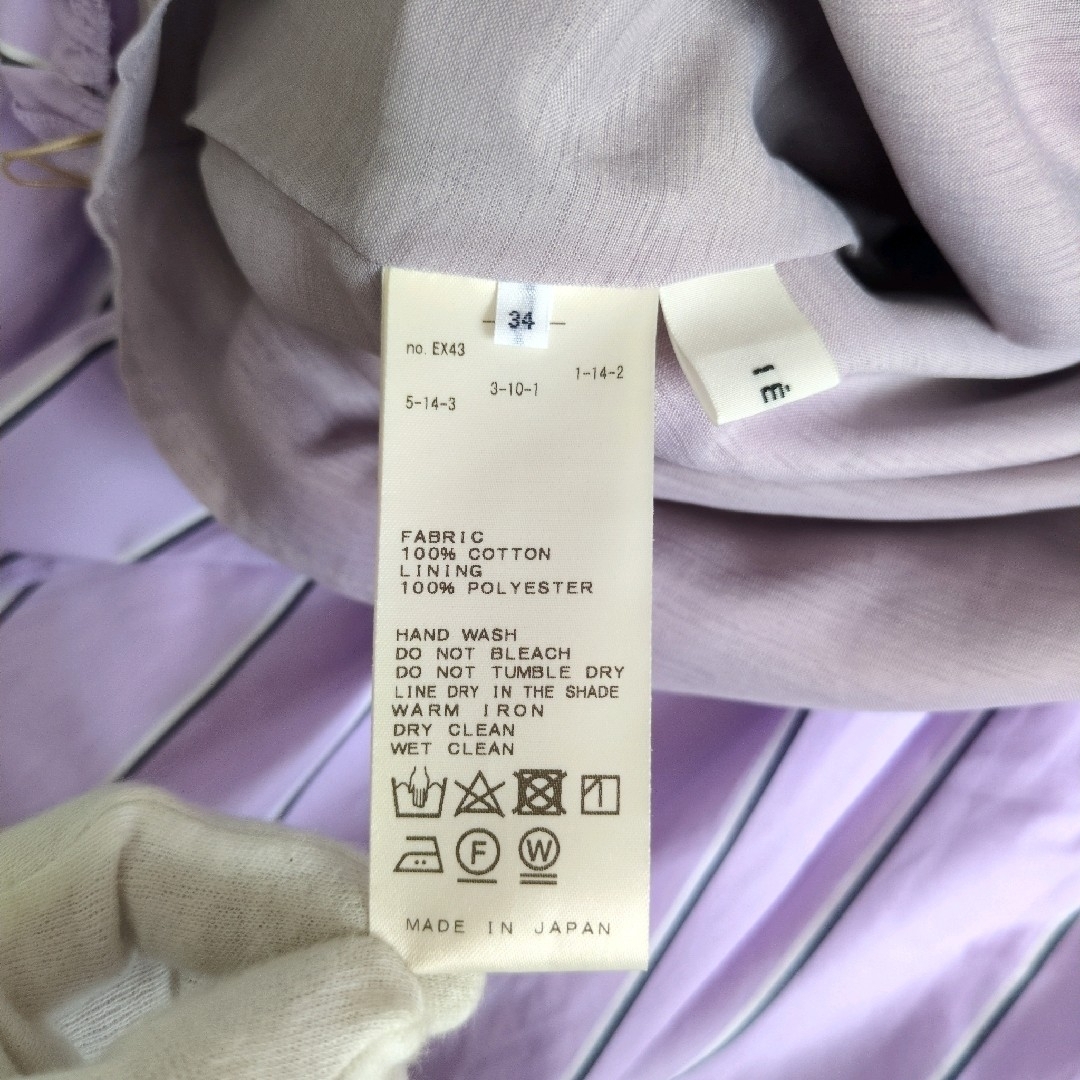 34
no. EX43
1-14-2
3-10-1
5-14-3
FABRIC
100% COTTON
LINING
100% POLYESTER
HAND WASH
DO NOT BLEACH
DO NOT TUMBLE DRY
LINE DRY IN THE SHADE
WARM IRON
DRY CLEAN
WET CLEAN
F W
MADE IN JAPAN